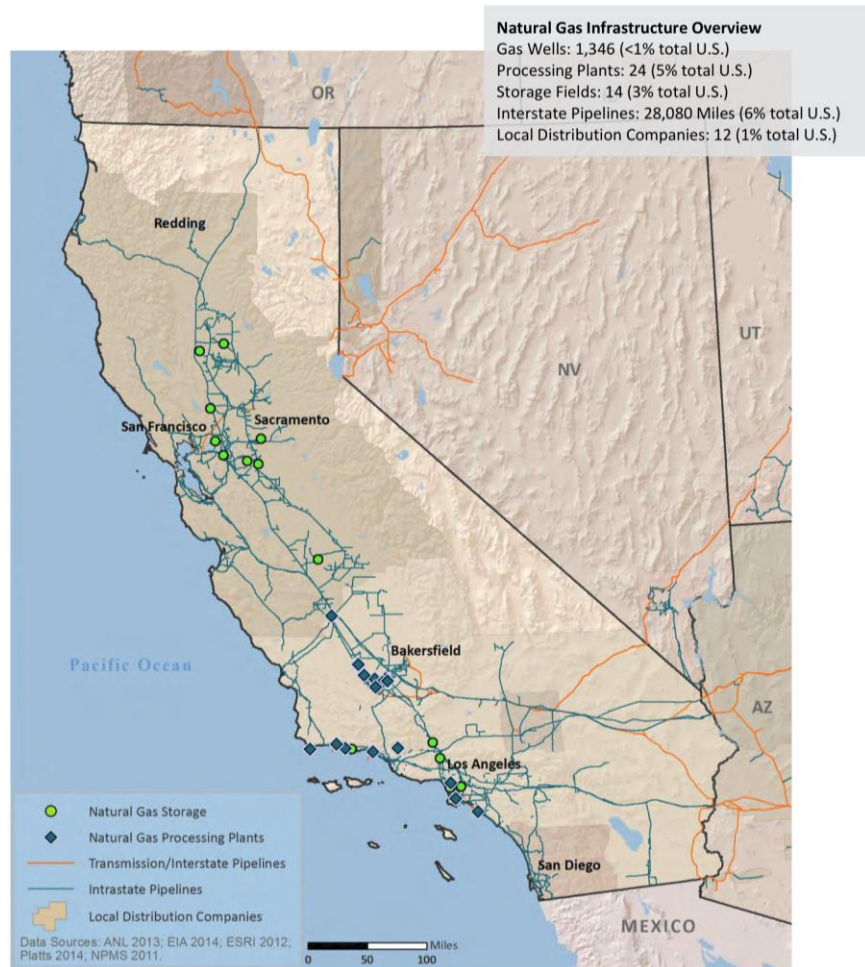 Natural Gas Infrastructure Overview
Gas Wells: 1,346 (<1% total U.S.)
Processing Plants: 24 (5% total U.S.)
Storage Fields: 14 (3% total U.S.)
Interstate Pipelines: 28,080 Miles (6% total U.S.)
Local Distribution Companies: 12 (1% total U.S.)
OR
Redding
UT
NV
San Francisco
Sacramento
Bakersfield
Pacific Ocean
AZ
Los Angeles
San Diego
MEXICO
Natural Gas Storage
Natural Gas Processing Plants
Transmission/Interstate Pipelines
Intrastate Pipelines
Local Distribution Companies
Data Sources: ANL 2013; EIA 2014; ESRI 2012;
Platts 2014; NPMS 2011.
Miles
0 50 100